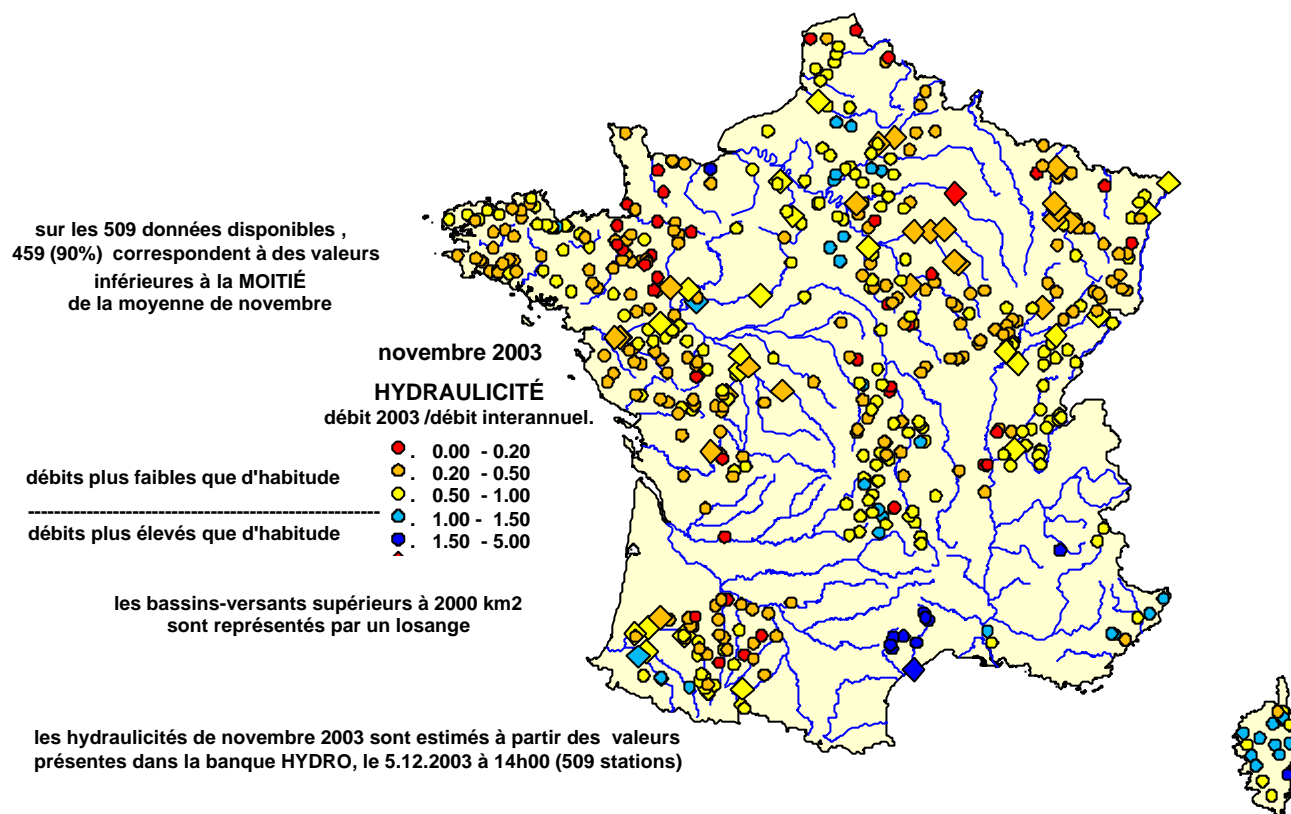 sur les 509 données disponibles ,
459 (90%) correspondent à des valeurs
inférieures à la MOITIÉ
de la moyenne de novembre
novembre 2003
HYDRAULICITÉ
débit 2003 /débit interannuel.
. 0.00 - 0.20
. 0.20 - 0.50
débits plus faibles que d'habitude
. 0.50 - 1.00
----------------------------------------------------
. 1.00 - 1.50
débits plus élevés que d'habitude
. 1.50 - 5.00
les bassins-versants supérieurs à 2000 km2
sont représentés par un losange
les hydraulicités de novembre 2003 sont estimés à partir des valeurs
présentes dans la banque HYDRO, le 5.12.2003 à 14h00 (509 stations)